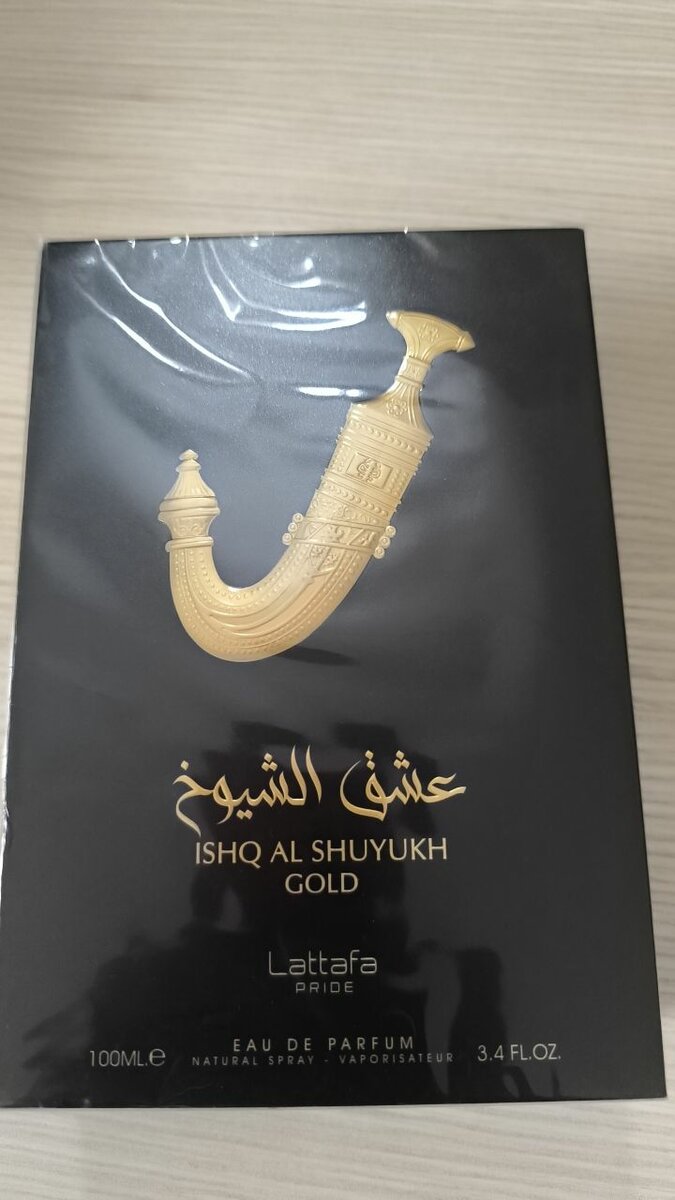 عشق الشيوخ
ISHQ AL SHUYUKH
GOLD
Lattafa
PRIDE
100ML.e
EAU DE PARFUM
NATURAL SPRAY - VAPORISATEUR
3.4 FL.OZ.